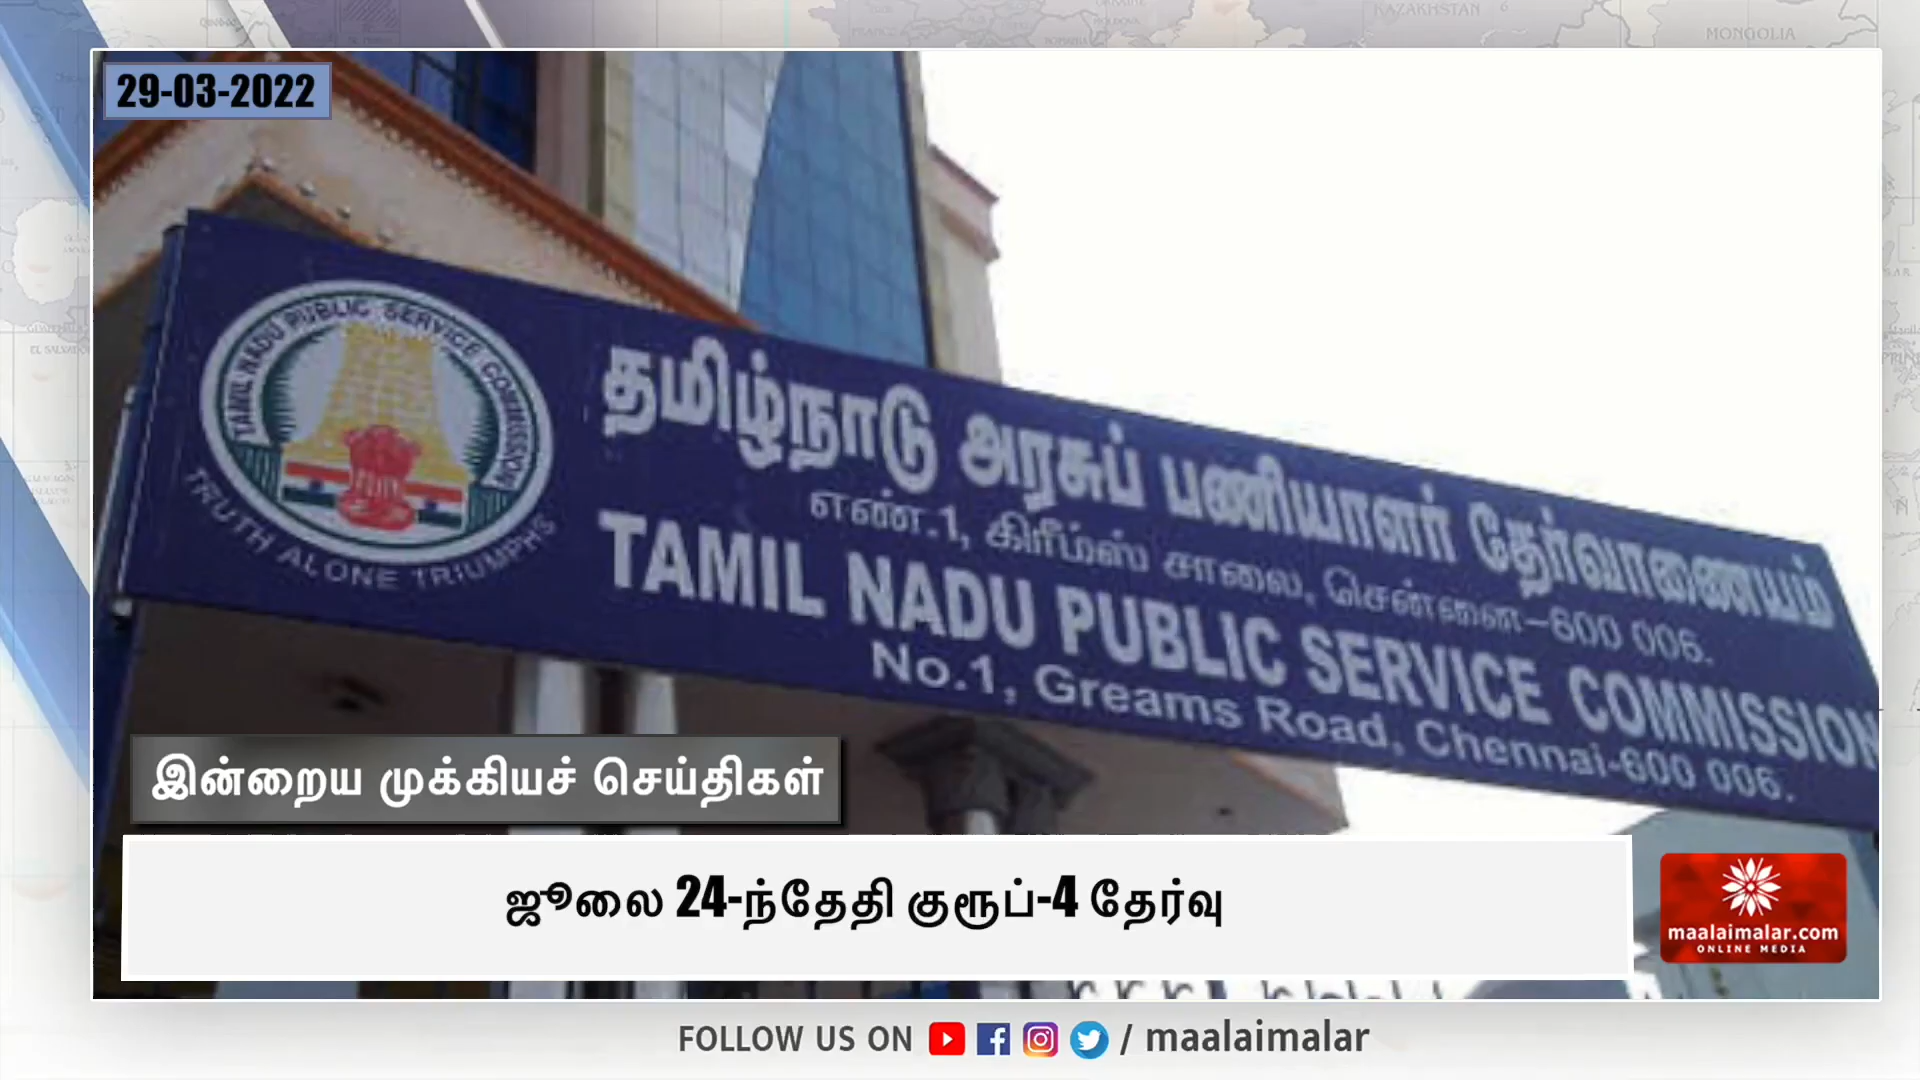 29-03-2022
TAMIL NADU PUBLIC SERVICE COMMISSION
TRUTH ALONE TRIUMPHS
தமிழ்நாடு அரசுப் பணியாளர் தேர்வாணையம்
எண்.1, கிரீம்ஸ் சாலை, சென்னை-600 006.
TAMIL NADU PUBLIC SERVICE COMMISSION
No.1, Greams Road, Chennai-600 006.
இன்றைய முக்கியச் செய்திகள்
ஜூலை 24-ந்தேதி குரூப்-4 தேர்வு
maalaimalar.com
ONLINE MEDIA
FOLLOW US ON / maalaimalar
KAZAKHSTAN
MONGOLIA